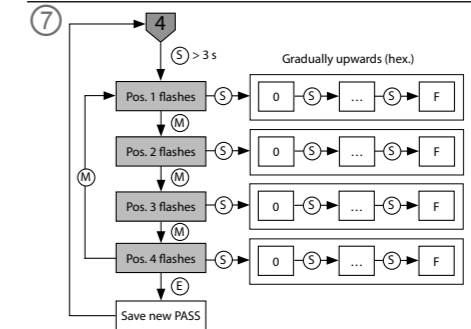 7
4
S > 3 s
Gradually upwards (hex.)
Pos. 1 flashes S 0 S ... S F
M
Pos. 2 flashes S 0 S ... S F
M
M
Pos. 3 flashes S 0 S ... S F
M
Pos. 4 flashes S 0 S ... S F
E
Save new PASS